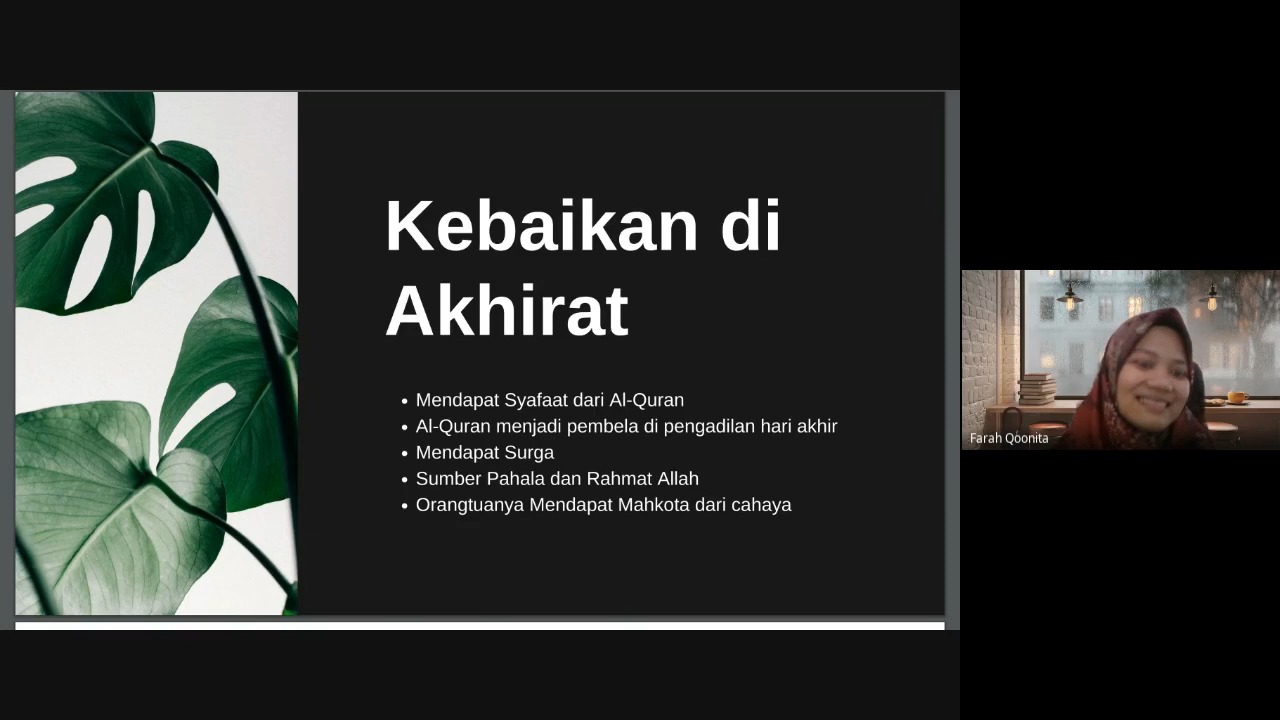 Kebaikan di
Akhirat
• Mendapat Syafaat dari Al-Quran
• Al-Quran menjadi pembela di pengadilan hari akhir
• Mendapat Surga
• Sumber Pahala dan Rahmat Allah
• Orangtuanya Mendapat Mahkota dari cahaya
Farah Qoonita